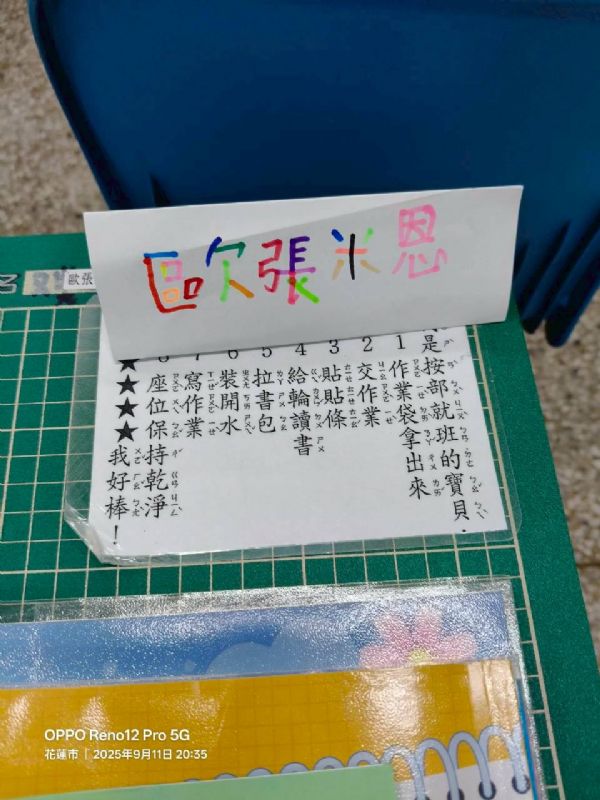 歐張米恩
歐張
是按部就班的寶貝
1 作業袋拿出來
2 交作業
3 貼貼條
4 給輪讀書
5 拉書包
6 裝開水
7 寫作業
8 座位保持乾淨
★★★★我好棒！
OPPO Reno12 Pro 5G
花蓮市｜2025年9月11日 20:35